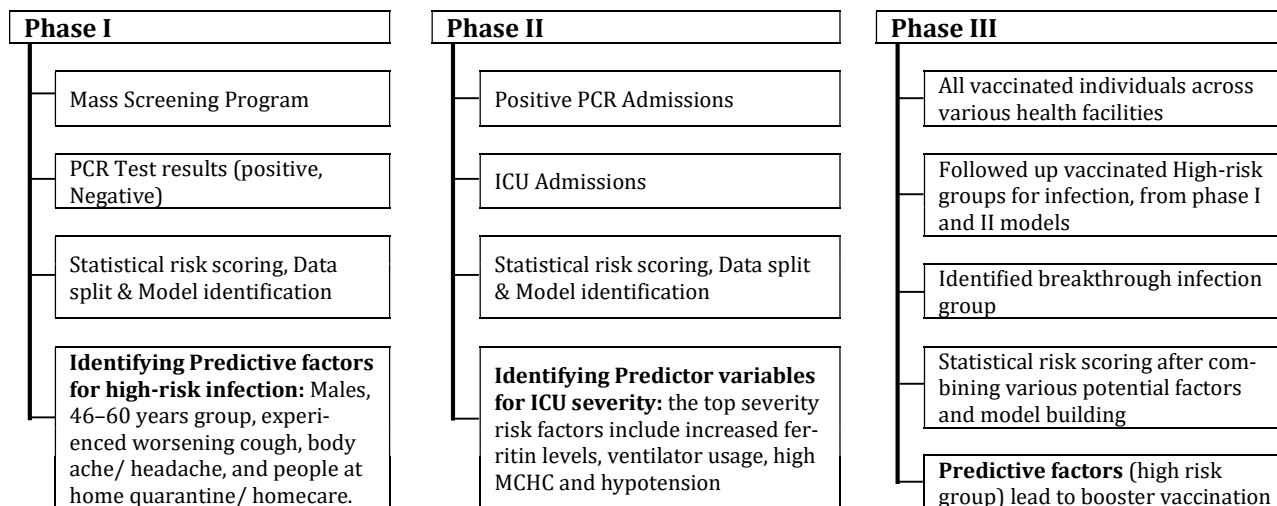 Phase I
Mass Screening Program
PCR Test results (positive,
Negative)
Statistical risk scoring, Data
split & Model identification
Identifying Predictive factors
for high-risk infection: Males,
46–60 years group, experi-
enced worsening cough, body
ache/ headache, and people at
home quarantine/ homecare.
Phase II
Positive PCR Admissions
ICU Admissions
Statistical risk scoring, Data split
& Model identification
Identifying Predictor variables
for ICU severity: the top severity
risk factors include increased fer-
ritin levels, ventilator usage, high
MCHC and hypotension
Phase III
All vaccinated individuals across
various health facilities
Followed up vaccinated High-risk
groups for infection, from phase I
and II models
Identified breakthrough infection
group
Statistical risk scoring after com-
bining various potential factors
and model building
Predictive factors (high risk
group) lead to booster vaccination